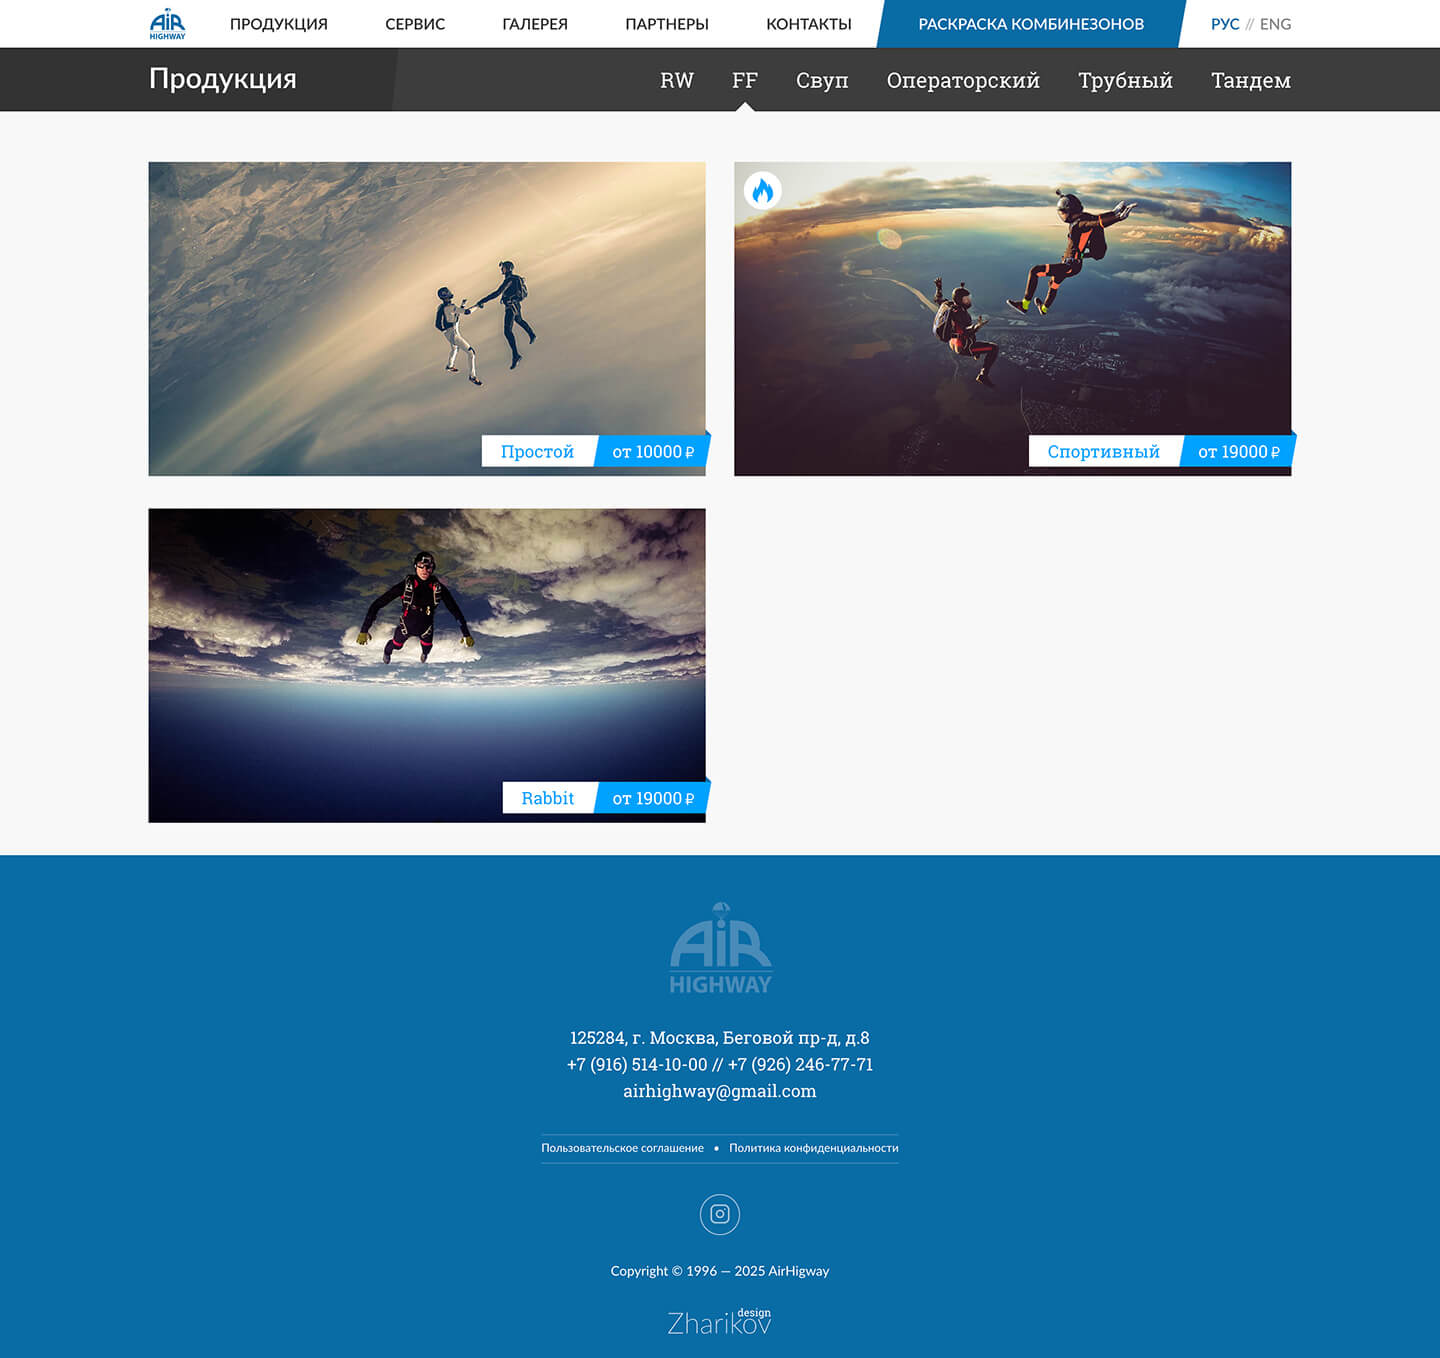 AiR
HIGHWAY
ПРОДУКЦИЯ СЕРВИС ГАЛЕРЕЯ ПАРТНЕРЫ КОНТАКТЫ РАСКРАСКА КОМБИНЕЗОНОВ РУС // ENG
Продукция RW FF Свуп Операторский Трубный Тандем
Простой от 10000 ₽
Спортивный от 19000 ₽
Rabbit от 19000 ₽
AiR
HIGHWAY
125284, г. Москва, Беговой пр-д, д.8
+7 (916) 514-10-00 // +7 (926) 246-77-71
airhighway@gmail.com
Пользовательское соглашение • Политика конфиденциальности
Copyright © 1996 — 2025 AirHigway
design
Zharikov